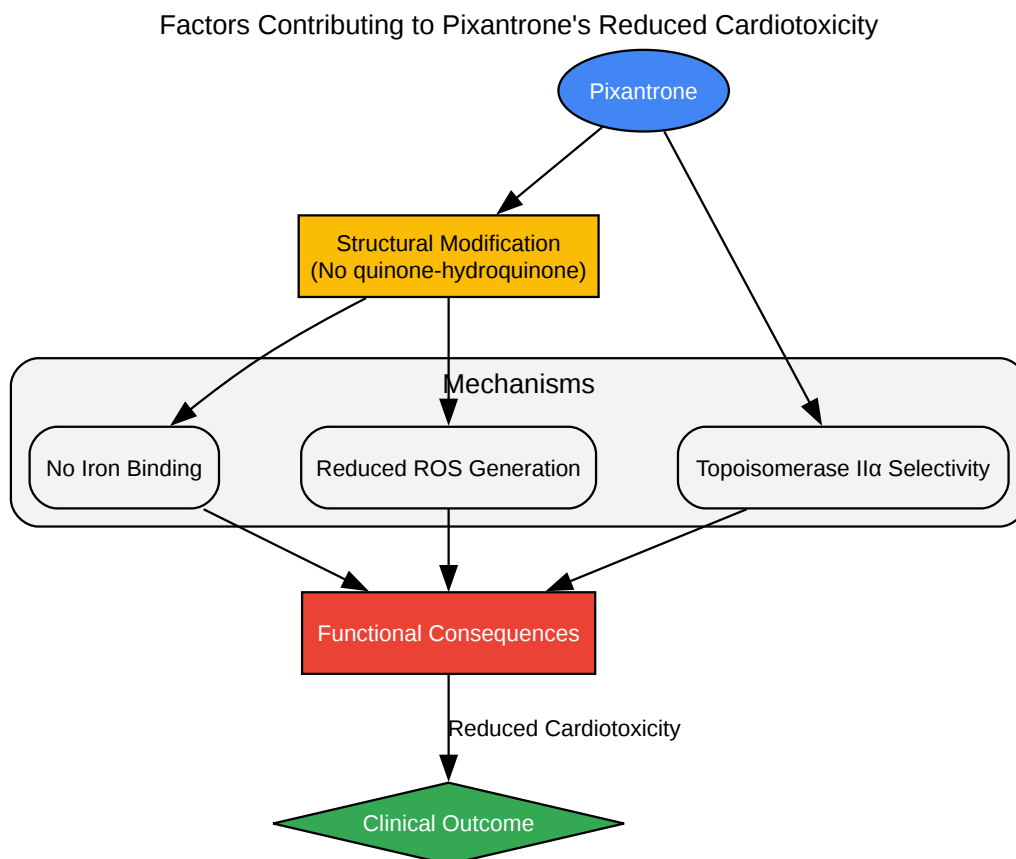 Factors Contributing to Pixantrone's Reduced Cardiotoxicity
Pixantrone
Structural Modification
(No quinone-hydroquinone)
Mechanisms
No Iron Binding
Reduced ROS Generation
Topoisomerase IIα Selectivity
Functional Consequences
Reduced Cardiotoxicity
Clinical Outcome